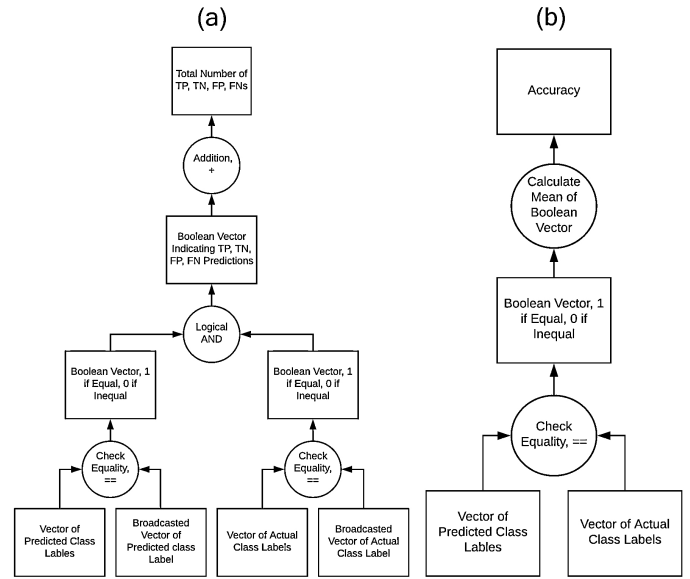 (a)
Total Number of
TP, TN, FP, FNs
Addition,
+
Boolean Vector
Indicating TP, TN,
FP, FN Predictions
Logical
AND
Boolean Vector, 1
if Equal, 0 if
Inequal
Boolean Vector, 1
if Equal, 0 if
Inequal
Check
Equality,
==
Check
Equality,
==
Vector of
Predicted Class
Lables
Broadcasted
Vector of
Predicted class
Label
Vector of Actual
Class Labels
Broadcasted
Vector of Actual
Class Label
(b)
Accuracy
Calculate
Mean of
Boolean
Vector
Boolean Vector, 1
if Equal, 0 if
Inequal
Check
Equality, ==
Vector of
Predicted Class
Lables
Vector of Actual
Class Labels